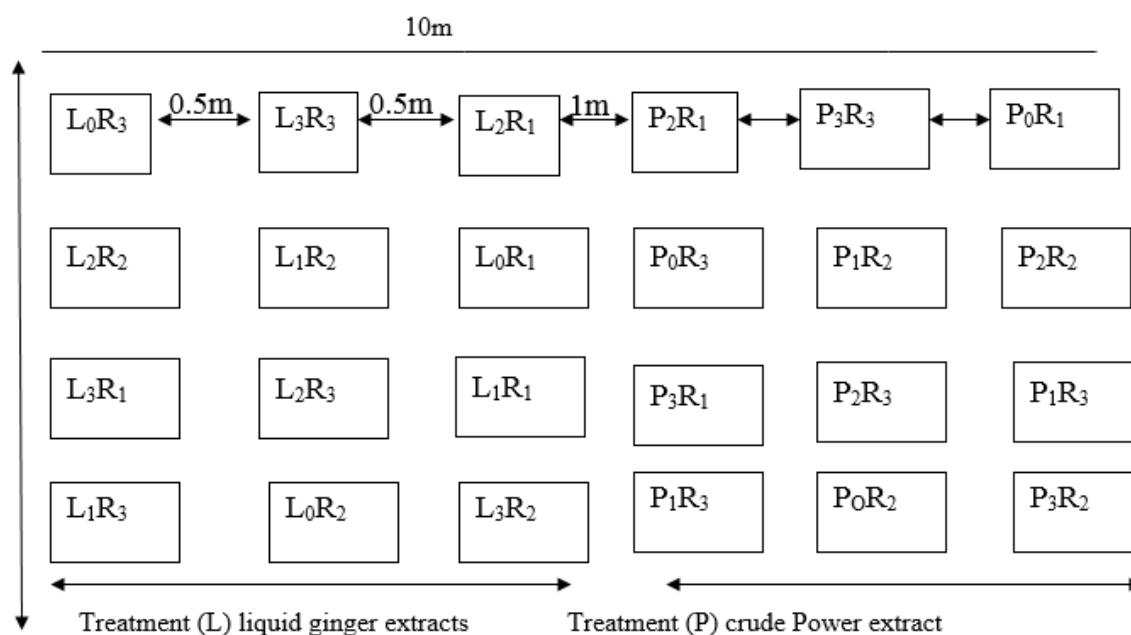 10m
0.5m 0.5m 1m
L₀R₃ L₃R₃ L₂R₁ P₂R₁ P₃R₃ P₀R₁
L₂R₂ L₁R₂ L₀R₁ P₀R₃ P₁R₂ P₂R₂
L₃R₁ L₂R₃ L₁R₁ P₃R₁ P₂R₃ P₁R₃
L₁R₃ L₀R₂ L₃R₂ P₁R₃ PₒR₂ P₃R₂
Treatment (L) liquid ginger extracts Treatment (P) crude Power extract